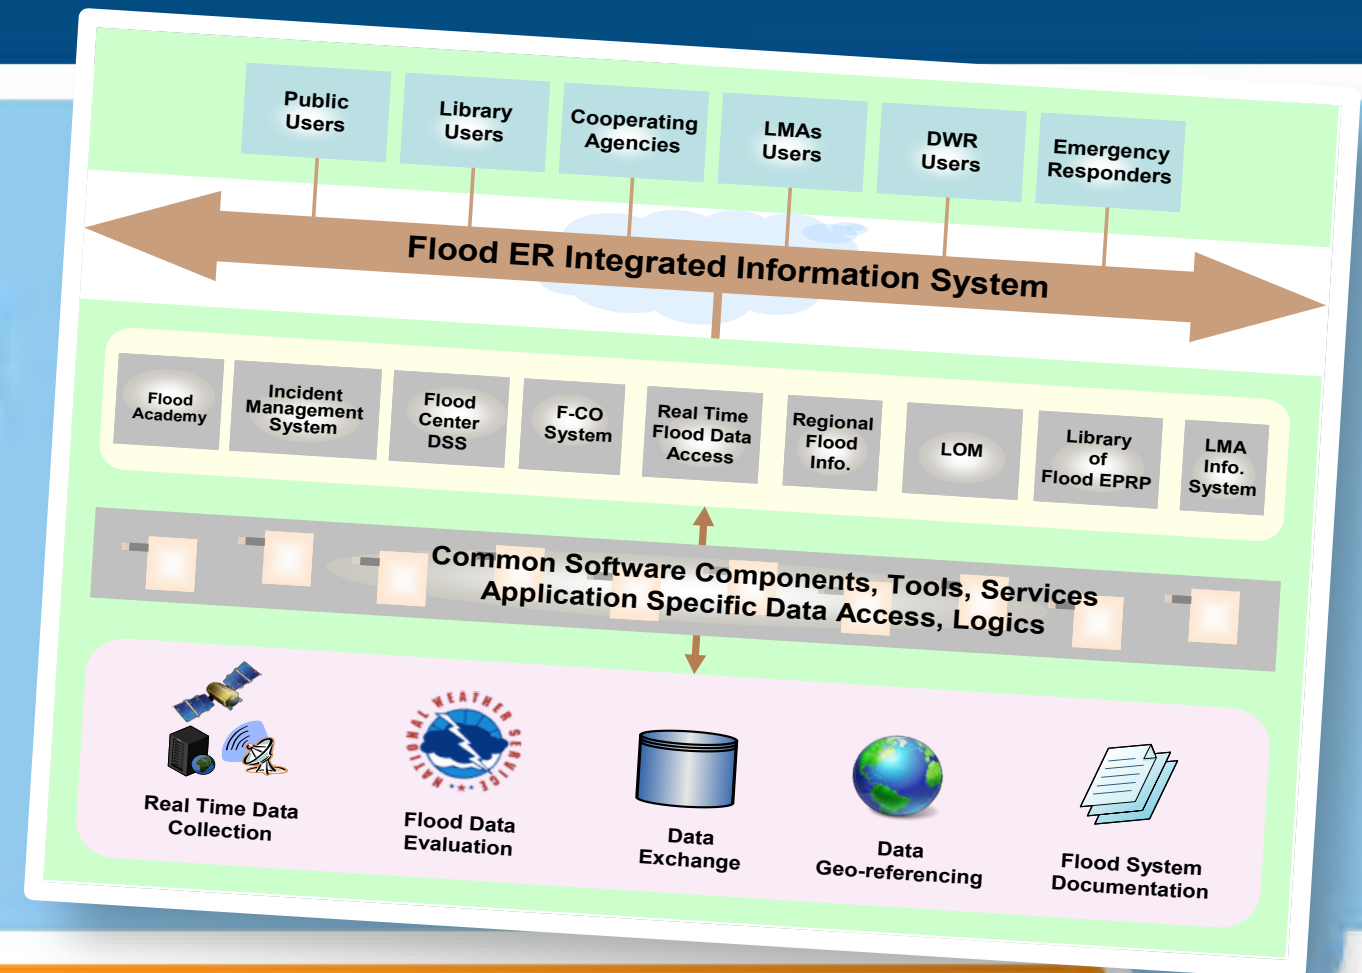 Public
Users
Library
Users
Cooperating
Agencies
LMAs
Users
DWR
Users
Emergency
Responders
Flood ER Integrated Information System
Flood
Academy
Incident
Management
System
Flood
Center
DSS
F-CO
System
Real Time
Flood Data
Access
Regional
Flood
Info.
LOM
Library
of
Flood EPRP
LMA
Info.
System
Common Software Components, Tools, Services
Application Specific Data Access, Logics
NATIONAL WEATHER SERVICE
Real Time Data
Collection
Flood Data
Evaluation
Data
Exchange
Data
Geo-referencing
Flood System
Documentation